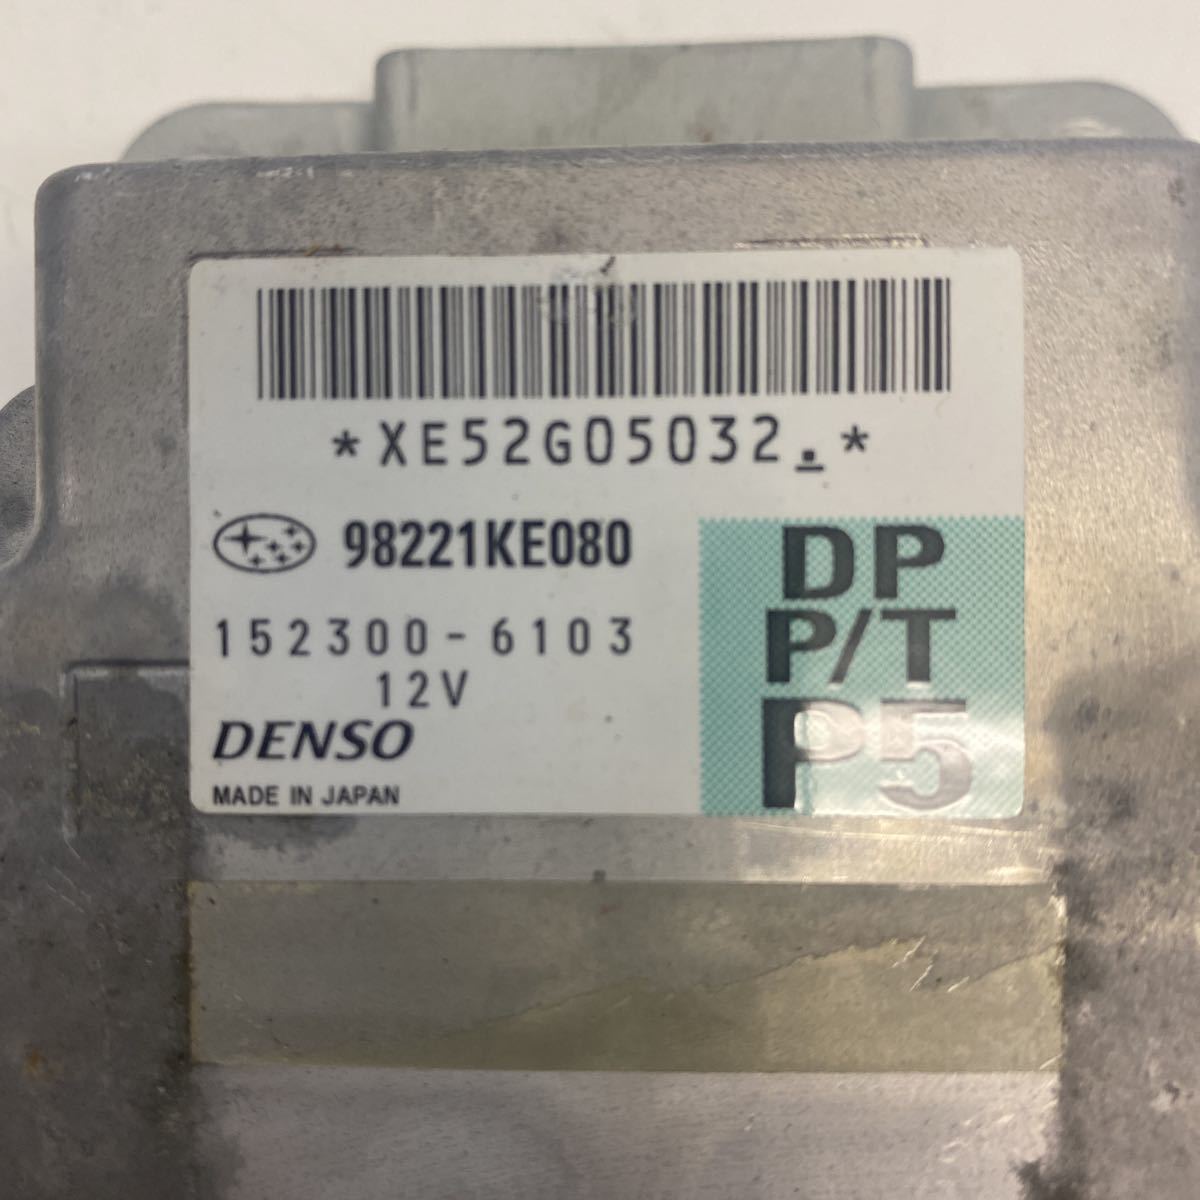 *XE52G05032.*
98221KE080
152300-6103
12V
DENSO
MADE IN JAPAN
DP
P/T
P5